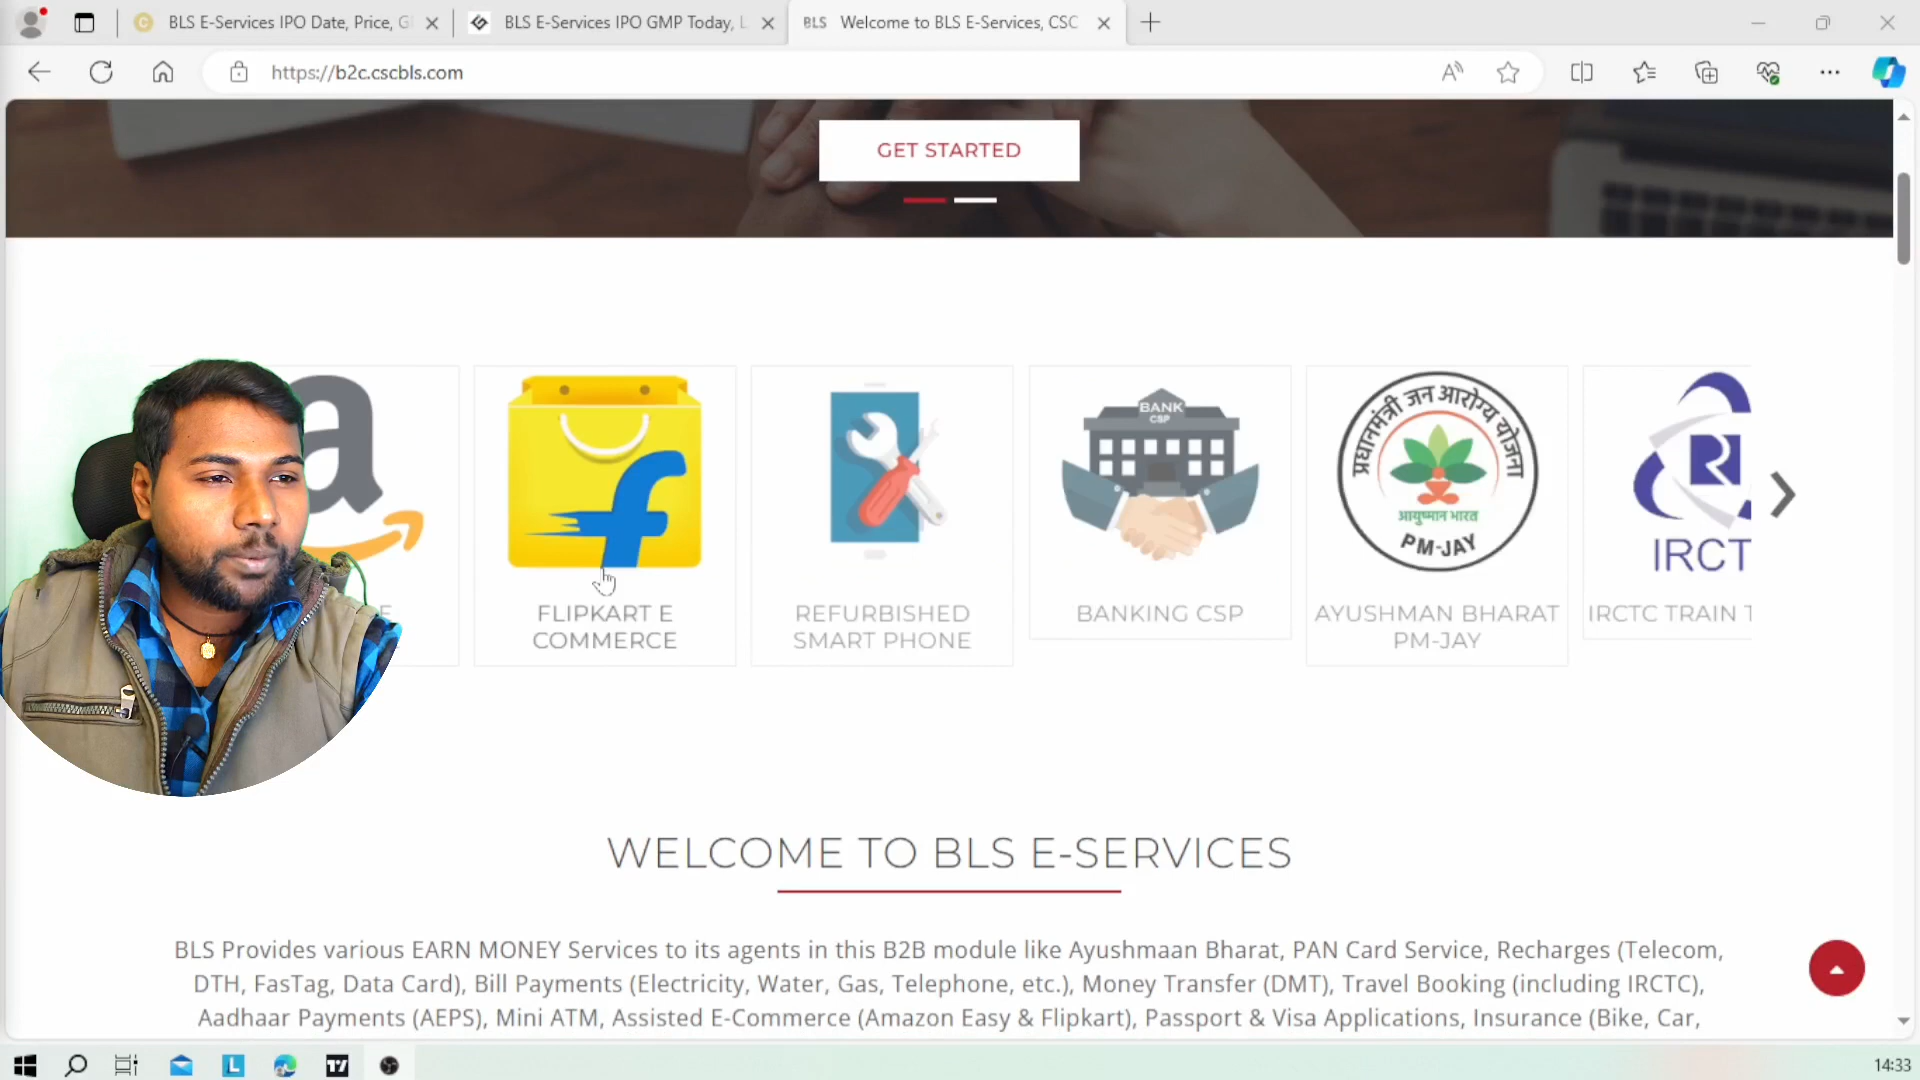 BLS E-Services IPO Date, Price, G
BLS E-Services IPO GMP Today, L
BLS Welcome to BLS E-Services, CSC
https://b2c.cscbls.com
GET STARTED
a
f
BANK
CSP
प्रधानमंत्री जन आरोग्य योजना
आयुष्मान भारत
PM-JAY
IRCT
E
FLIPKART E
COMMERCE
REFURBISHED
SMART PHONE
BANKING CSP
AYUSHMAN BHARAT
PM-JAY
IRCTC TRAIN T
WELCOME TO BLS E-SERVICES
BLS Provides various EARN MONEY Services to its agents in this B2B module like Ayushmaan Bharat, PAN Card Service, Recharges (Telecom,
DTH, FasTag, Data Card), Bill Payments (Electricity, Water, Gas, Telephone, etc.), Money Transfer (DMT), Travel Booking (including IRCTC),
Aadhaar Payments (AEPS), Mini ATM, Assisted E-Commerce (Amazon Easy & Flipkart), Passport & Visa Applications, Insurance (Bike, Car,
L
14:33